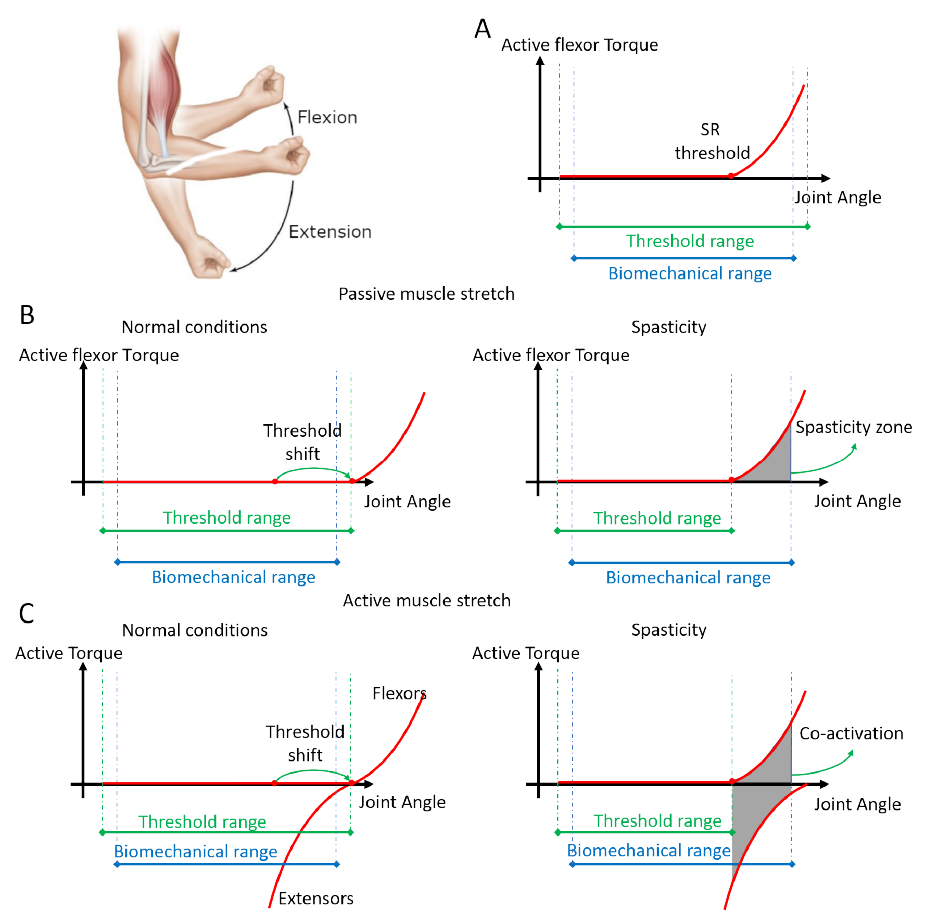 A
Active flexor Torque
Flexion
SR
threshold
Joint Angle
Extension
Threshold range
Biomechanical range
Passive muscle stretch
B
Normal conditions
Spasticity
Active flexor Torque
Active flexor Torque
Threshold
shift
Spasticity zone
Joint Angle
Joint Angle
Threshold range
Threshold range
Biomechanical range
Biomechanical range
Active muscle stretch
C
Normal conditions
Spasticity
Active Torque
Active Torque
Flexors
Threshold
shift
Co-activation
Joint Angle
Joint Angle
Threshold range
Threshold range
Biomechanical range
Biomechanical range
Extensors